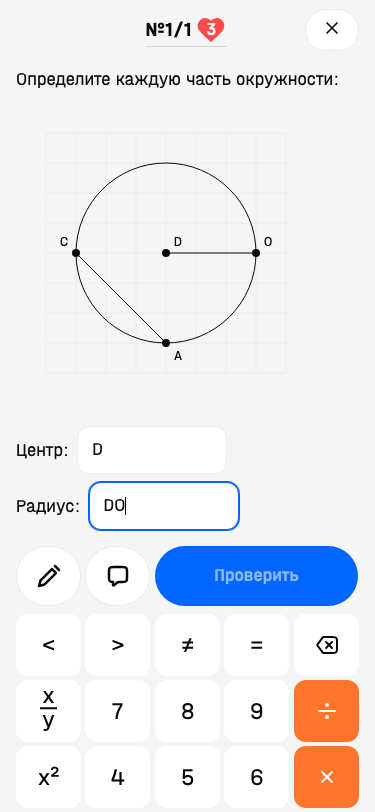 №1/1 3
Определите каждую часть окружности:
C D O
A
Центр: D
Радиус: DO
Проверить
< > ≠ =
x/y 7 8 9 ÷
x² 4 5 6 ×